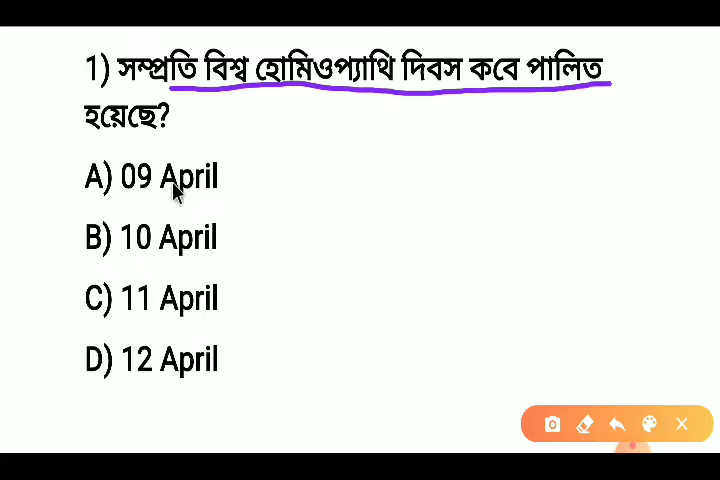 1) সম্প্রতি বিশ্ব হোমিওপ্যাথি দিবস কবে পালিত
হয়েছে?
A) 09 April
B) 10 April
C) 11 April
D) 12 April